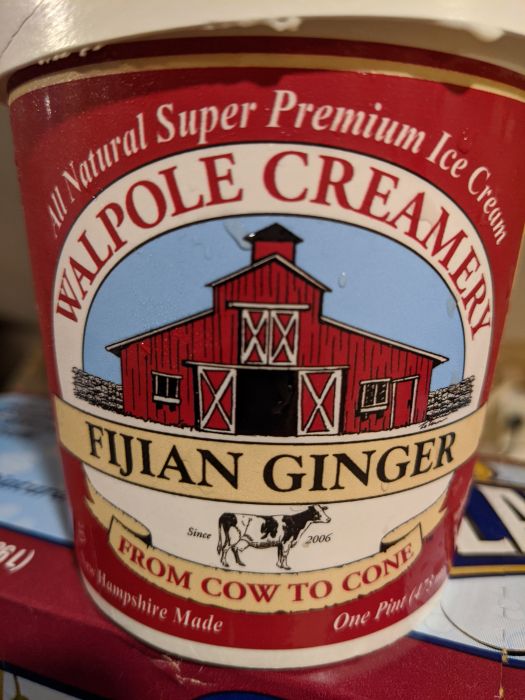 All Natural Super Premium Ice Cream
WALPOLE CREAMERY
FIJIAN GINGER
Since 2006
FROM COW TO CONE
Hampshire Made
One Pint